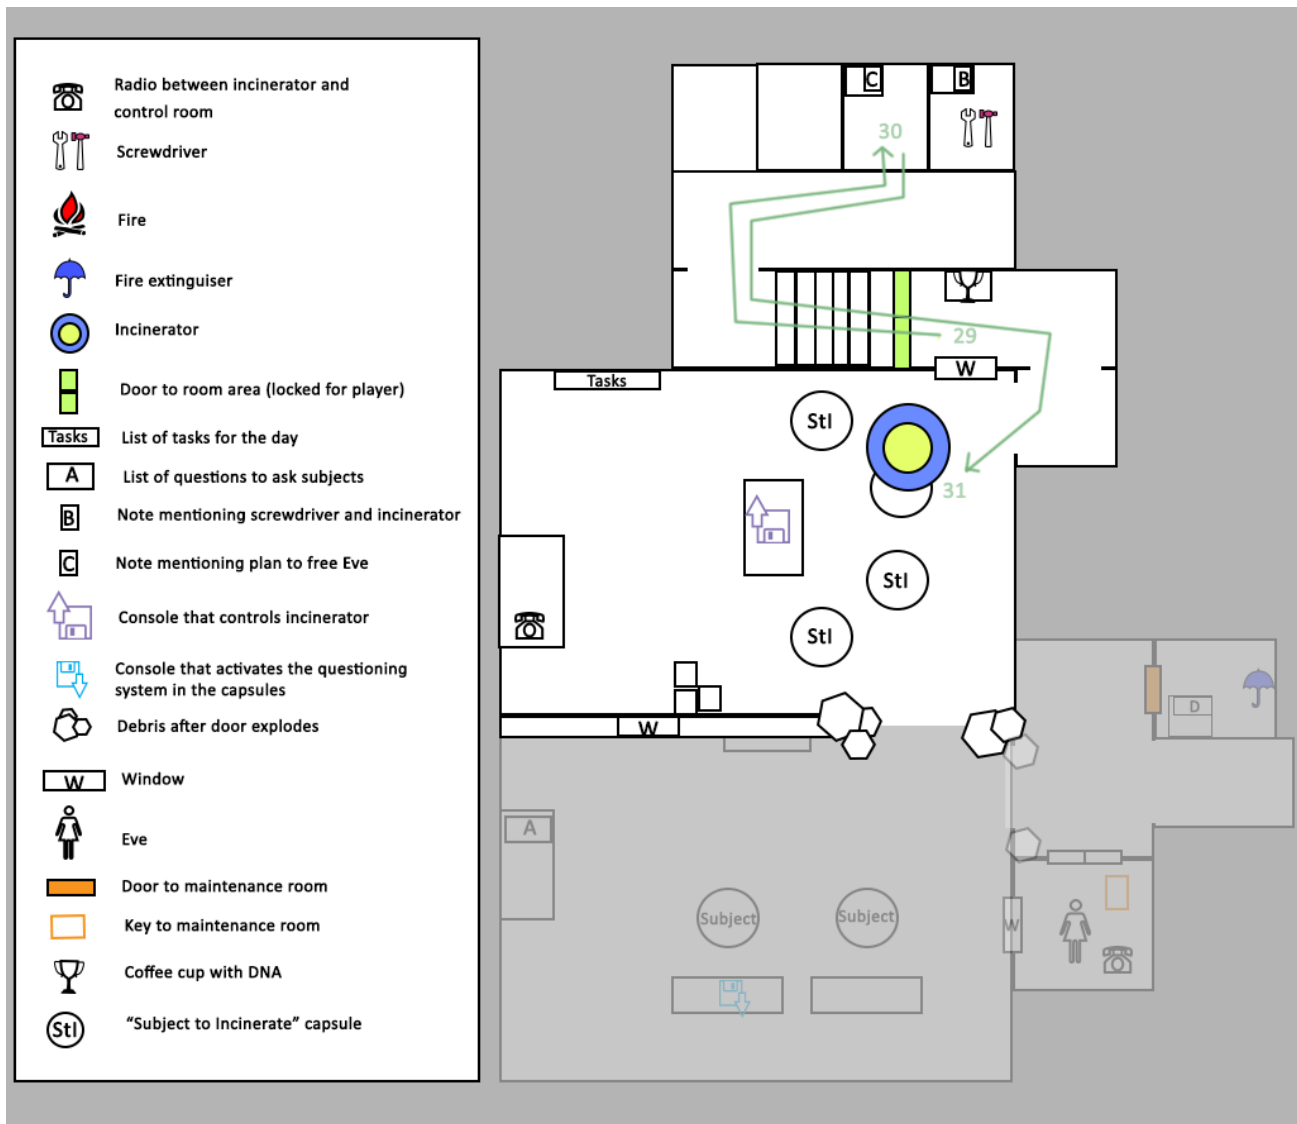 Radio between incinerator and
control room
Screwdriver
Fire
Fire extinguiser
Incinerator
Door to room area (locked for player)
Tasks
List of tasks for the day
A
List of questions to ask subjects
B
Note mentioning screwdriver and incinerator
C
Note mentioning plan to free Eve
Console that controls incinerator
Console that activates the questioning
system in the capsules
Debris after door explodes
W
Window
Eve
Door to maintenance room
Key to maintenance room
Coffee cup with DNA
StI
“Subject to Incinerate” capsule
C
B
30
29
W
Tasks
StI
31
StI
StI
W
D
A
Subject
Subject
W